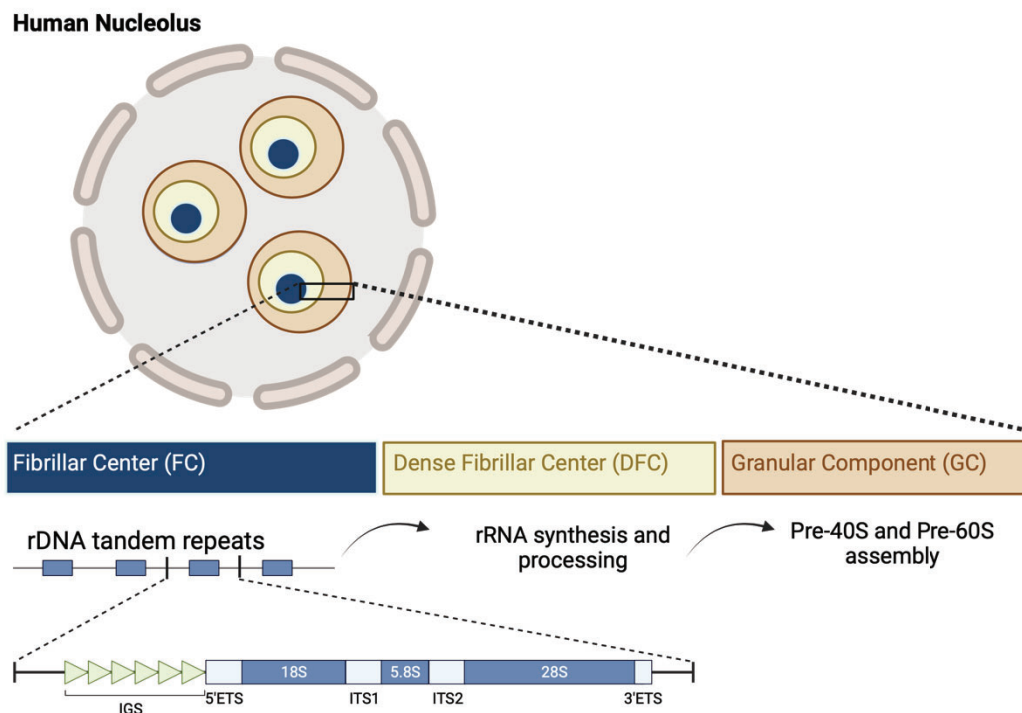 Human Nucleolus
Fibrillar Center (FC)
Dense Fibrillar Center (DFC)
Granular Component (GC)
rDNA tandem repeats
rRNA synthesis and
processing
Pre-40S and Pre-60S
assembly
18S
5.8S
28S
5'ETS
ITS1
ITS2
3'ETS
IGS